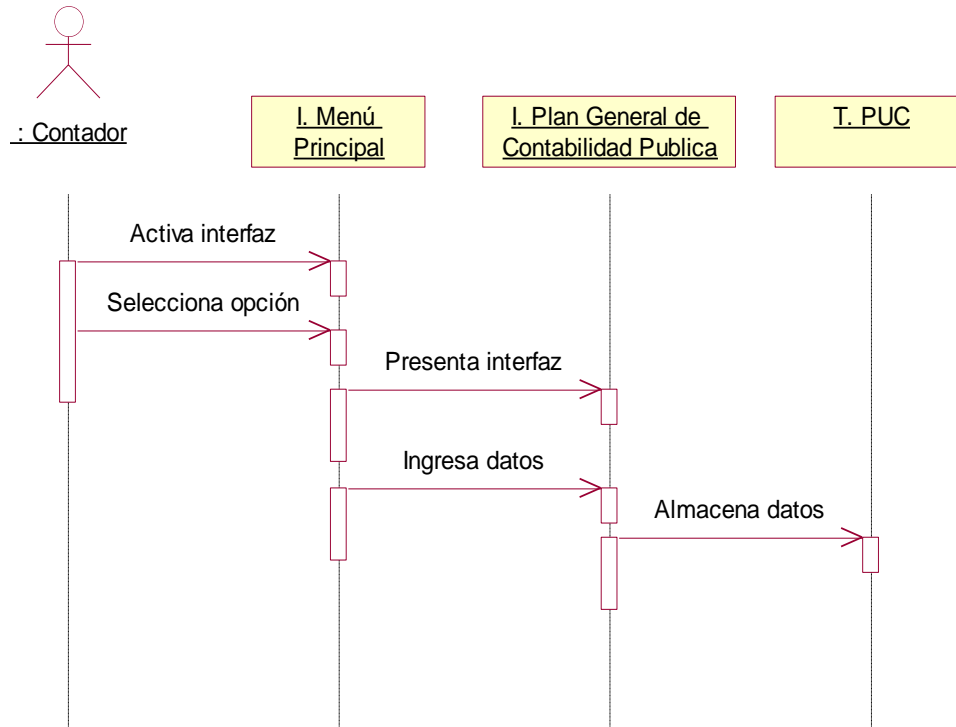 : Contador
I. Menú
Principal
I. Plan General de
Contabilidad Publica
T. PUC
Activa interfaz
Selecciona opción
Presenta interfaz
Ingresa datos
Almacena datos